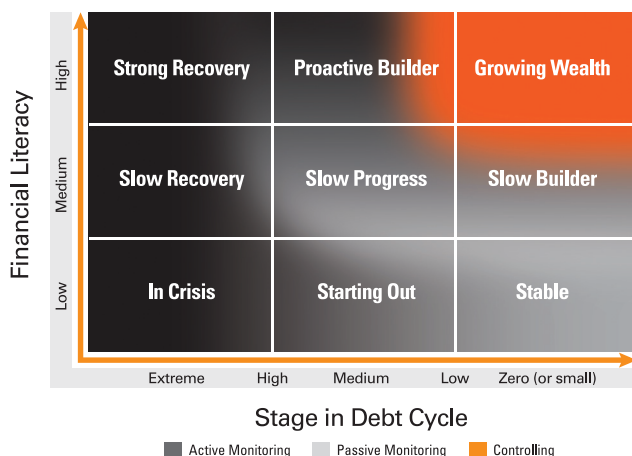 Financial Literacy
High
Medium
Low
Strong Recovery
Proactive Builder
Growing Wealth
Slow Recovery
Slow Progress
Slow Builder
In Crisis
Starting Out
Stable
Extreme
High
Medium
Low
Zero (or small)
Stage in Debt Cycle
Active Monitoring
Passive Monitoring
Controlling